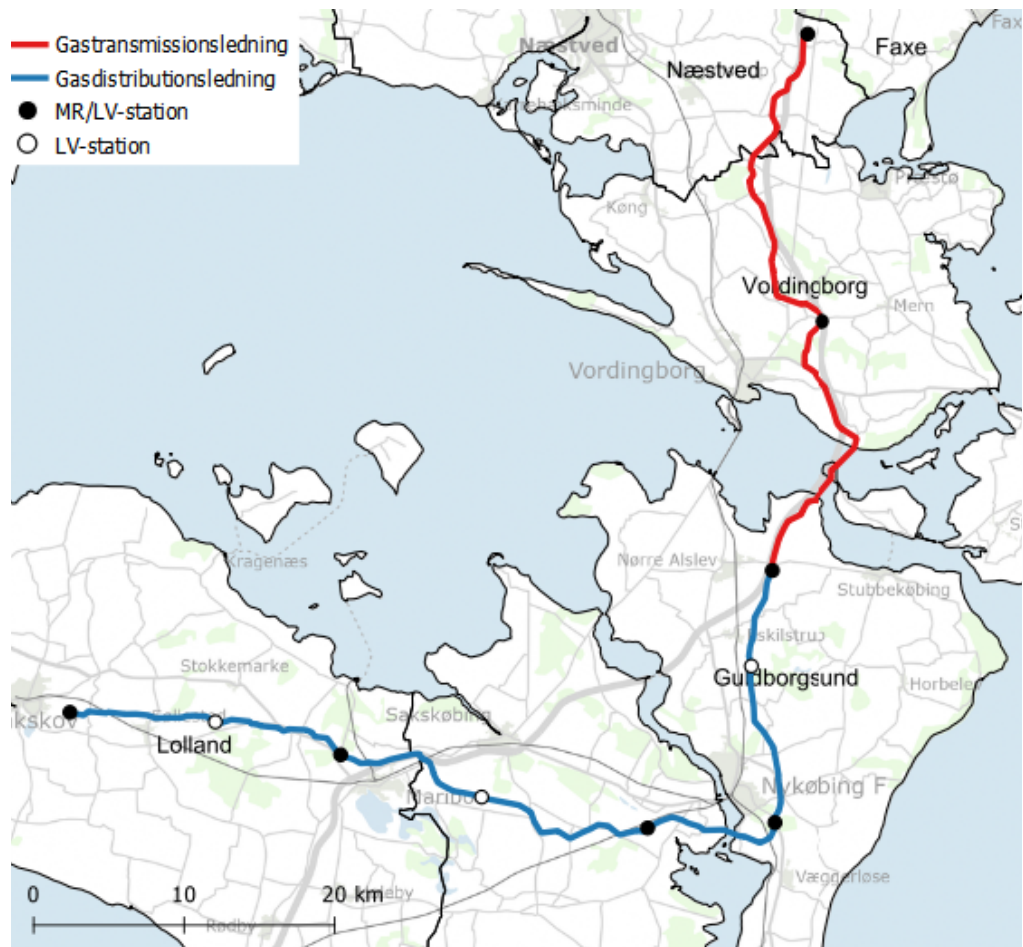 Gastransmissionsledning
Gasdistributionsledning
MR/LV-station
LV-station
Næstved
Næstved
Faxe
Præstø
Køng
Vordingborg
Mern
Vordingborg
Kragenæs
Nørre Alslev
Stubbekøbing
Eskilstrup
Guldborgsund
Horbelev
Stokkemarke
Sakskøbing
Lolland
Maribo
Nykøbing F
Væggerløse
Rødby
0 10 20 km